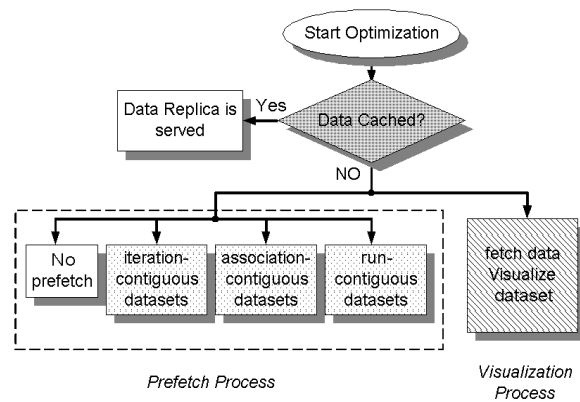 Start Optimization
Data Cached?
Yes
Data Replica is
served
NO
No
prefetch
iteration-
contiguous
datasets
association-
contiguous
datasets
run-
contiguous
datasets
fetch data
Visualize
dataset
Prefetch Process
Visualization
Process